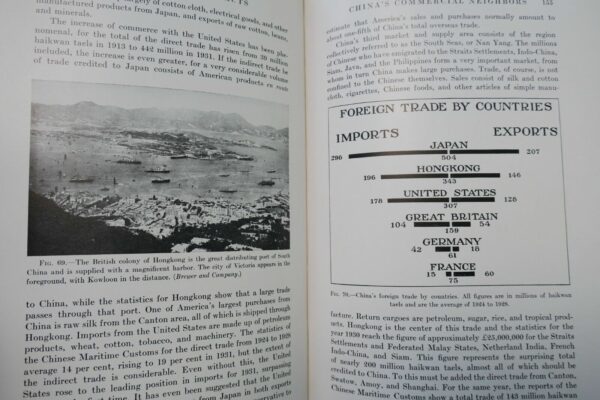 manufactured products from Japan, and exports of raw cotton, beans,
and minerals.
The increase of commerce with the United States has been phe-
nomenal, for the total of the direct trade has risen from 39 million
haikwan taels in 1913 to 442 million in 1931. If the indirect trade be
included, the increase is even greater, for a very considerable volume
of trade credited to Japan consists of American products en route
FIG. 69.—The British colony of Hongkong is the great distributing port of South
China and is supplied with a magnificent harbor. The city of Victoria appears in the
foreground, with Kowloon in the distance. (Brewer and Company.)
to China, while the statistics for Hongkong show that a large trade
passes through that port. One of America's largest purchases from
China is raw silk from the Canton area, all of which is shipped through
Hongkong. Imports from the United States are made up of petroleum
products, wheat, cotton, tobacco, and machinery. The statistics of
the Chinese Maritime Customs for the direct trade from 1924 to 1928
average 14 per cent, rising to 19 per cent in 1931, but the extent of
the indirect trade is considerable. Even without this, the United
States rose to the leading position in imports for 1931, surpassing
first time. It has even been suggested that American
from Japan in both exports
conservative to
CHINA'S COMMERCIAL NEIGHBORS 155
estimate that America's sales and purchases normally amount to
about one-fifth of China's total overseas trade.
China's third market and supply area consists of the region
collectively referred to as the South Seas, or Nan Yang. The millions
of Chinese who have emigrated to the Straits Settlements, Indo-China,
Siam, Java, and the Philippines form a very important market, from
whom in turn China makes large purchases. Trade, of course, is not
confined to the Chinese themselves. Sales consist of silk and cotton
cloth, cigarettes, Chinese foods, and other articles of simple manu-
FOREIGN TRADE BY COUNTRIES
IMPORTS EXPORTS
JAPAN
296 504 207
HONGKONG
196 343 146
UNITED STATES
178 307 128
GREAT BRITAIN
104 159 54
GERMANY
42 61 18
FRANCE
15 75 60
FIG. 70.—China's foreign trade by countries. All figures are in millions of haikwan
taels and are the average of 1924 to 1928.
facture. Return cargoes are petroleum, sugar, rice, and tropical prod-
ucts. Hongkong is the center of this trade and the statistics for the
year 1930 reach the figure of approximately £25,000,000 for the Straits
Settlements and Federated Malay States, Netherland India, French
Indo-China, and Siam. This figure represents the surprising total
of nearly 200 million haikwan taels, almost all of which should be
credited to China. To this must be added the direct trade from Canton,
Swatow, Amoy, and Shanghai. For the same year, the reports of the
Chinese Maritime Customs show a total trade of 143 million haikwan